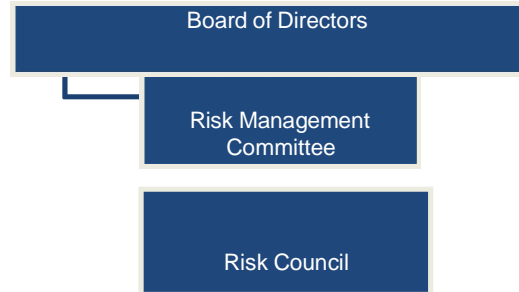 Board of Directors
Risk Management
Committee
Risk Council